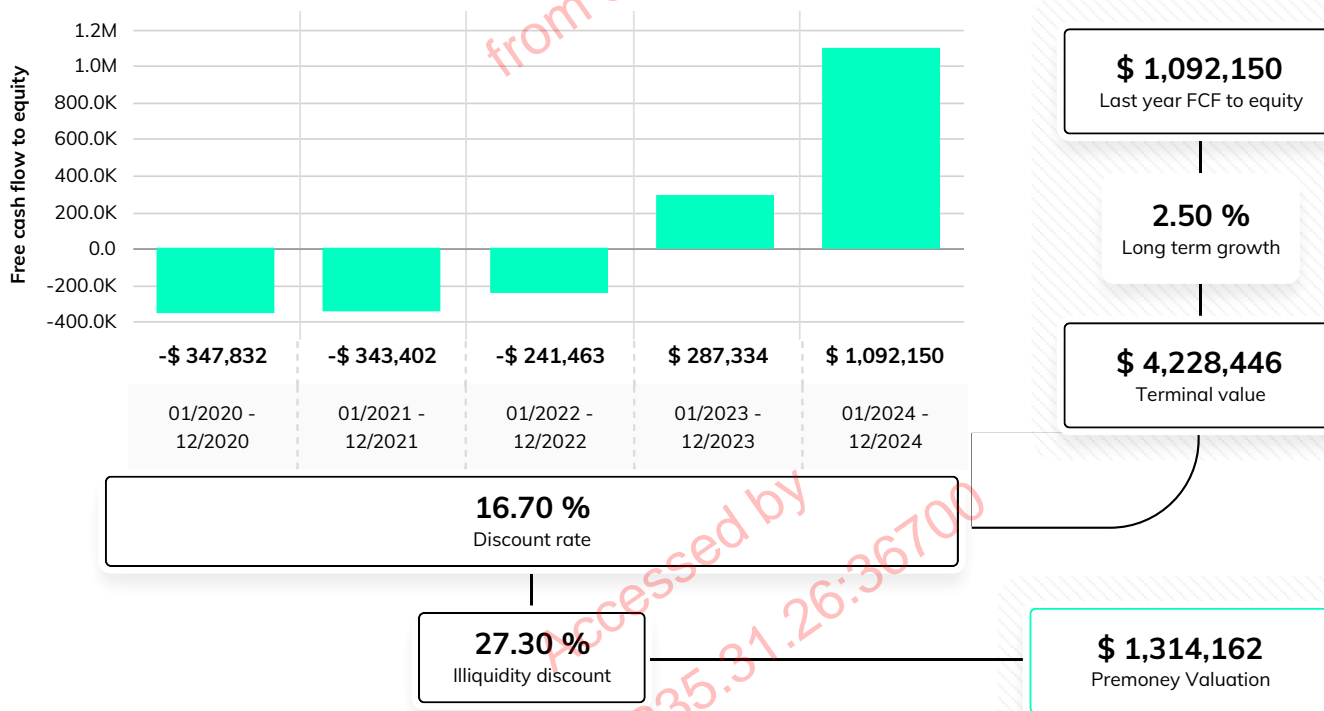 1.2M
1.0M
800.0K
600.0K
400.0K
200.0K
0.0
-200.0K
-400.0K
Free cash flow to equity
-$ 347,832
-$ 343,402
-$ 241,463
$ 287,334
$ 1,092,150
01/2020 -
12/2020
01/2021 -
12/2021
01/2022 -
12/2022
01/2023 -
12/2023
01/2024 -
12/2024
16.70 %
Discount rate
27.30 %
Illiquidity discount
$ 1,092,150
Last year FCF to equity
2.50 %
Long term growth
$ 4,228,446
Terminal value
$ 1,314,162
Premoney Valuation
from
Accessed by
235.31.26:36700